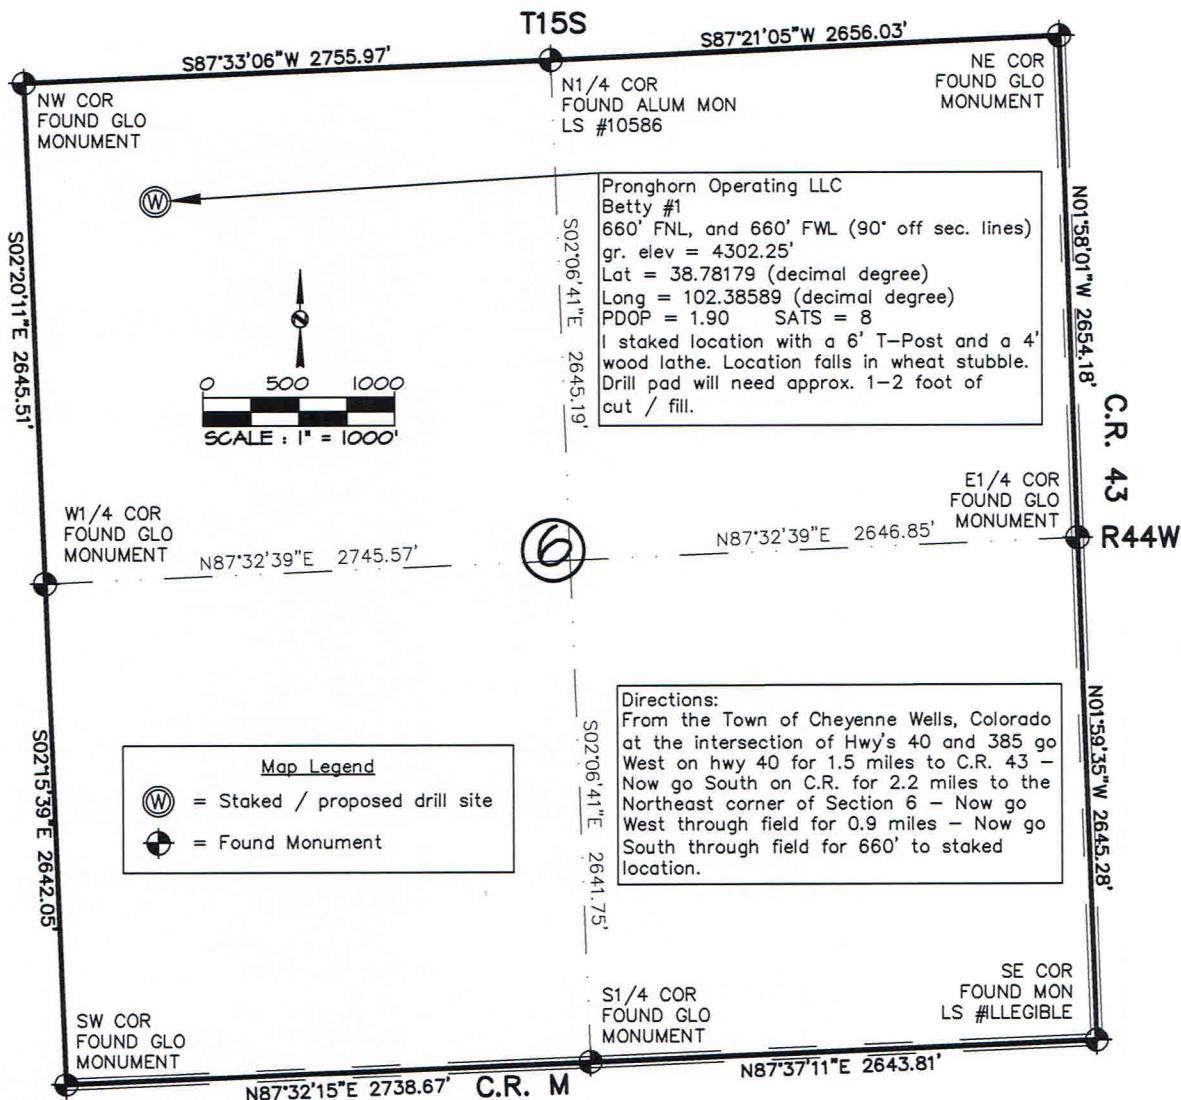 T15S
S87°33'06"W 2755.97'
S87°21'05"W 2656.03'
NW COR
FOUND GLO
MONUMENT
N1/4 COR
FOUND ALUM MON
LS #10586
NE COR
FOUND GLO
MONUMENT
W
Pronghorn Operating LLC
Betty #1
660' FNL, and 660' FWL (90° off sec. lines)
gr. elev = 4302.25'
Lat = 38.78179 (decimal degree)
Long = 102.38589 (decimal degree)
PDOP = 1.90 SATS = 8
I staked location with a 6' T-Post and a 4'
wood lathe. Location falls in wheat stubble.
Drill pad will need approx. 1-2 foot of
cut / fill.
S02°20'11"E 2645.51'
S02°06'41"E 2645.19'
N01°58'01"W 2654.18'
C.R. 43
N
0 500 1000
SCALE : 1" = 1000'
W1/4 COR
FOUND GLO
MONUMENT
E1/4 COR
FOUND GLO
MONUMENT
R44W
N87°32'39"E 2745.57'
6
N87°32'39"E 2646.85'
S02°15'39"E 2642.05'
Map Legend
W = Staked / proposed drill site
= Found Monument
S02°06'41"E 2641.75'
Directions:
From the Town of Cheyenne Wells, Colorado
at the intersection of Hwy's 40 and 385 go
West on hwy 40 for 1.5 miles to C.R. 43 -
Now go South on C.R. for 2.2 miles to the
Northeast corner of Section 6 - Now go
West through field for 0.9 miles - Now go
South through field for 660' to staked
location.
N01°59'35"W 2645.28'
SW COR
FOUND GLO
MONUMENT
S1/4 COR
FOUND GLO
MONUMENT
SE COR
FOUND MON
LS #ILLEGIBLE
N87°32'15"E 2738.67'
C.R. M
N87°37'11"E 2643.81'